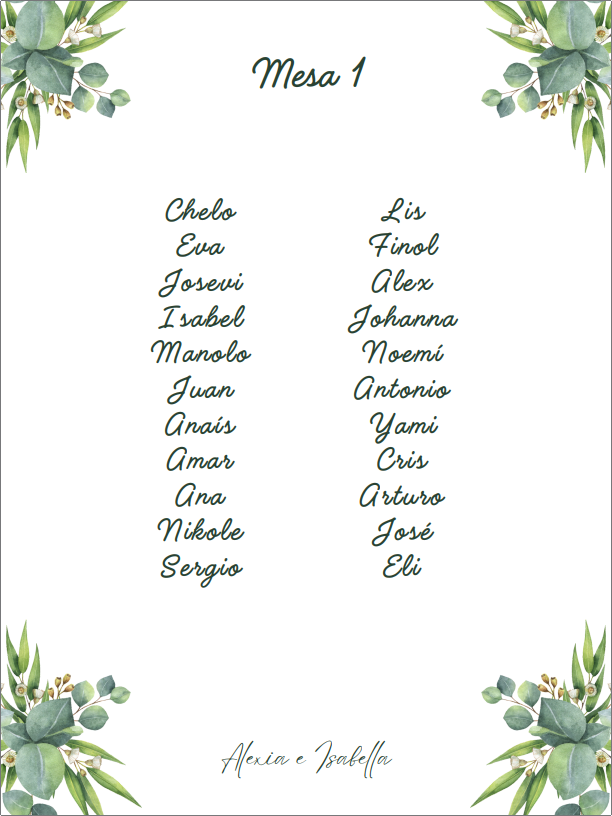 Mesa 1
Chelo
Eva
Josevi
Isabel
Manolo
Juan
Anaís
Amar
Ana
Nikole
Sergio
Lis
Finol
Alex
Johanna
Noemí
Antonio
Yami
Cris
Arturo
José
Eli
Alexia e Isabella